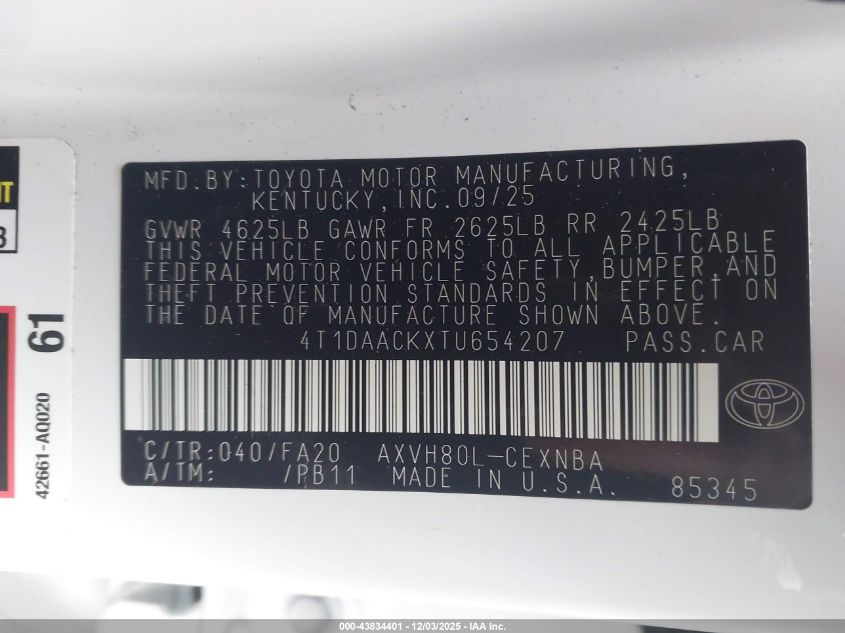 MFD.BY:TOYOTA MOTOR MANUFACTURING,
KENTUCKY,INC.09/25
GVWR 4625LB GAWR FR 2625LB RR 2425LB
THIS VEHICLE CONFORMS TO ALL APPLICABLE
FEDERAL MOTOR VEHICLE SAFETY,BUMPER,AND
THEFT PREVENTION STANDARDS IN EFFECT ON
THE DATE OF MANUFACTURE SHOWN ABOVE.
4T1DAACKXTU654207 PASS.CAR
C/TR:040/FA20 AXVH80L-CEXNBA
A/TM: /PB11 MADE IN U.S.A. 85345
61
42661-AQ020
000-43834401 - 12/03/2025 - IAA Inc.